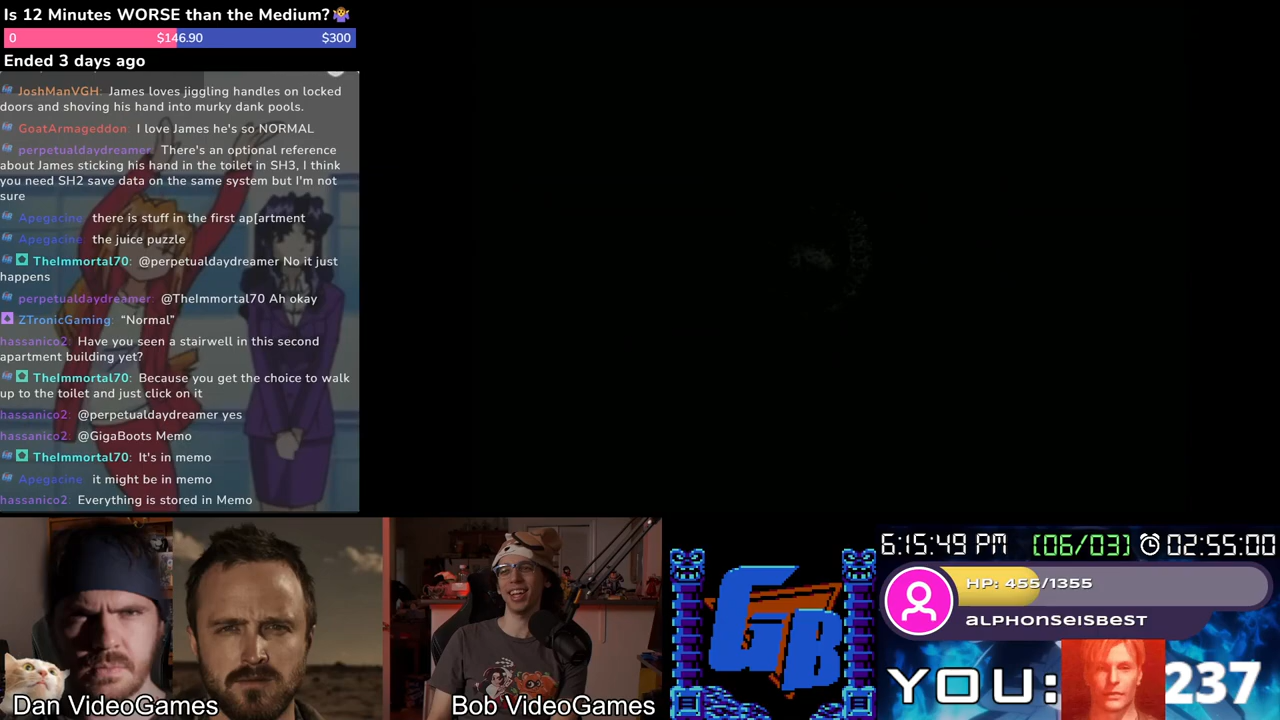 Is 12 Minutes WORSE than the Medium?🤷‍♀️
0 $146.90 $300
Ended 3 days ago
JoshManVGH: James loves jiggling handles on locked
doors and shoving his hand into murky dank pools.
GoatArmageddon: I love James he's so NORMAL
perpetualdaydreamer: There's an optional reference
about James sticking his hand in the toilet in SH3, I think
you need SH2 save data on the same system but I'm not
sure
Apegacine: there is stuff in the first ap[artment
Apegacine: the juice puzzle
TheImmortal70: @perpetualdaydreamer No it just
happens
perpetualdaydreamer: @TheImmortal70 Ah okay
ZTronicGaming: “Normal”
hassanico2: Have you seen a stairwell in this second
apartment building yet?
TheImmortal70: Because you get the choice to walk
up to the toilet and just click on it
hassanico2: @perpetualdaydreamer yes
hassanico2: @GigaBoots Memo
TheImmortal70: It's in memo
Apegacine: it might be in memo
hassanico2: Everything is stored in Memo
Dan VideoGames
Bob VideoGames
GB
6:15:49 PM [06/03] 02:55:00
HP: 455/1355
aLPHONSeISBeST
YOU: 237